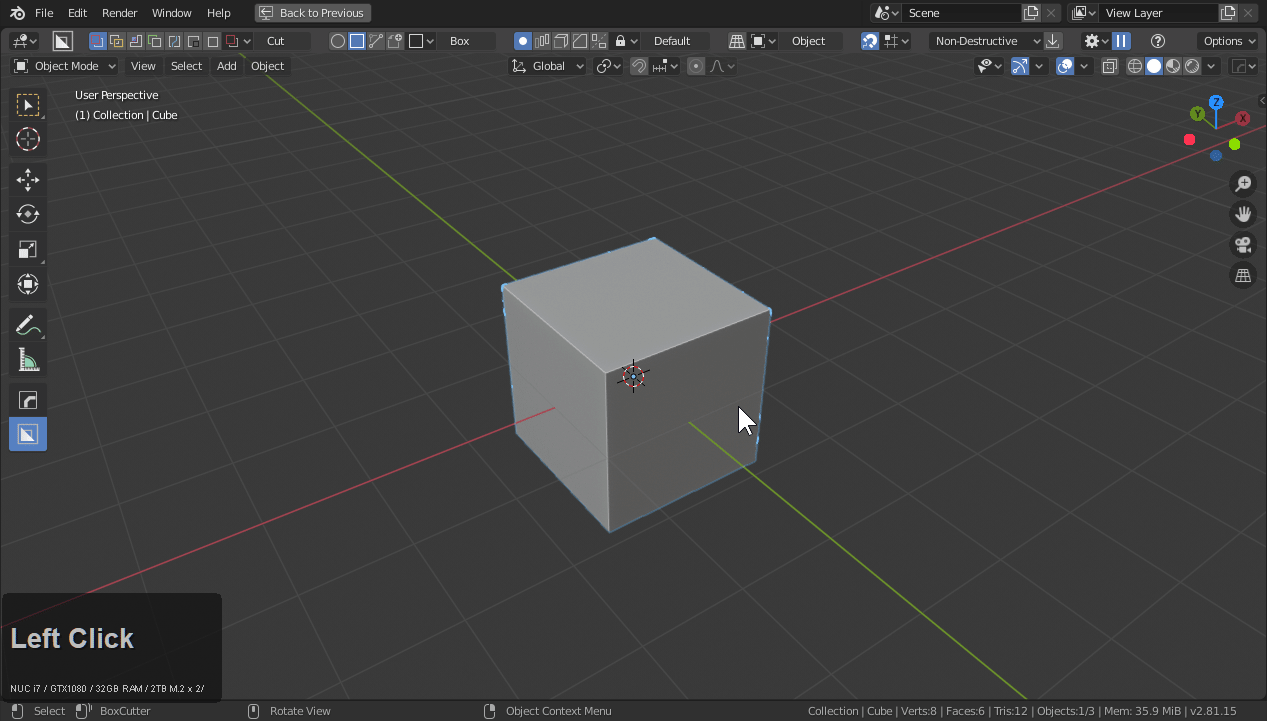 File Edit Render Window Help Back to Previous Scene View Layer
Cut Box Default Object Non-Destructive Options
Object Mode View Select Add Object Global
User Perspective
(1) Collection | Cube
Z
Y
X
Left Click
NUC i7 / GTX1080 / 32GB RAM / 2TB M.2 x 2/
Select BoxCutter Rotate View Object Context Menu Collection | Cube | Verts:8 | Faces:6 | Tris:12 | Objects:1/3 | Mem: 35.9 MiB | v2.81.15